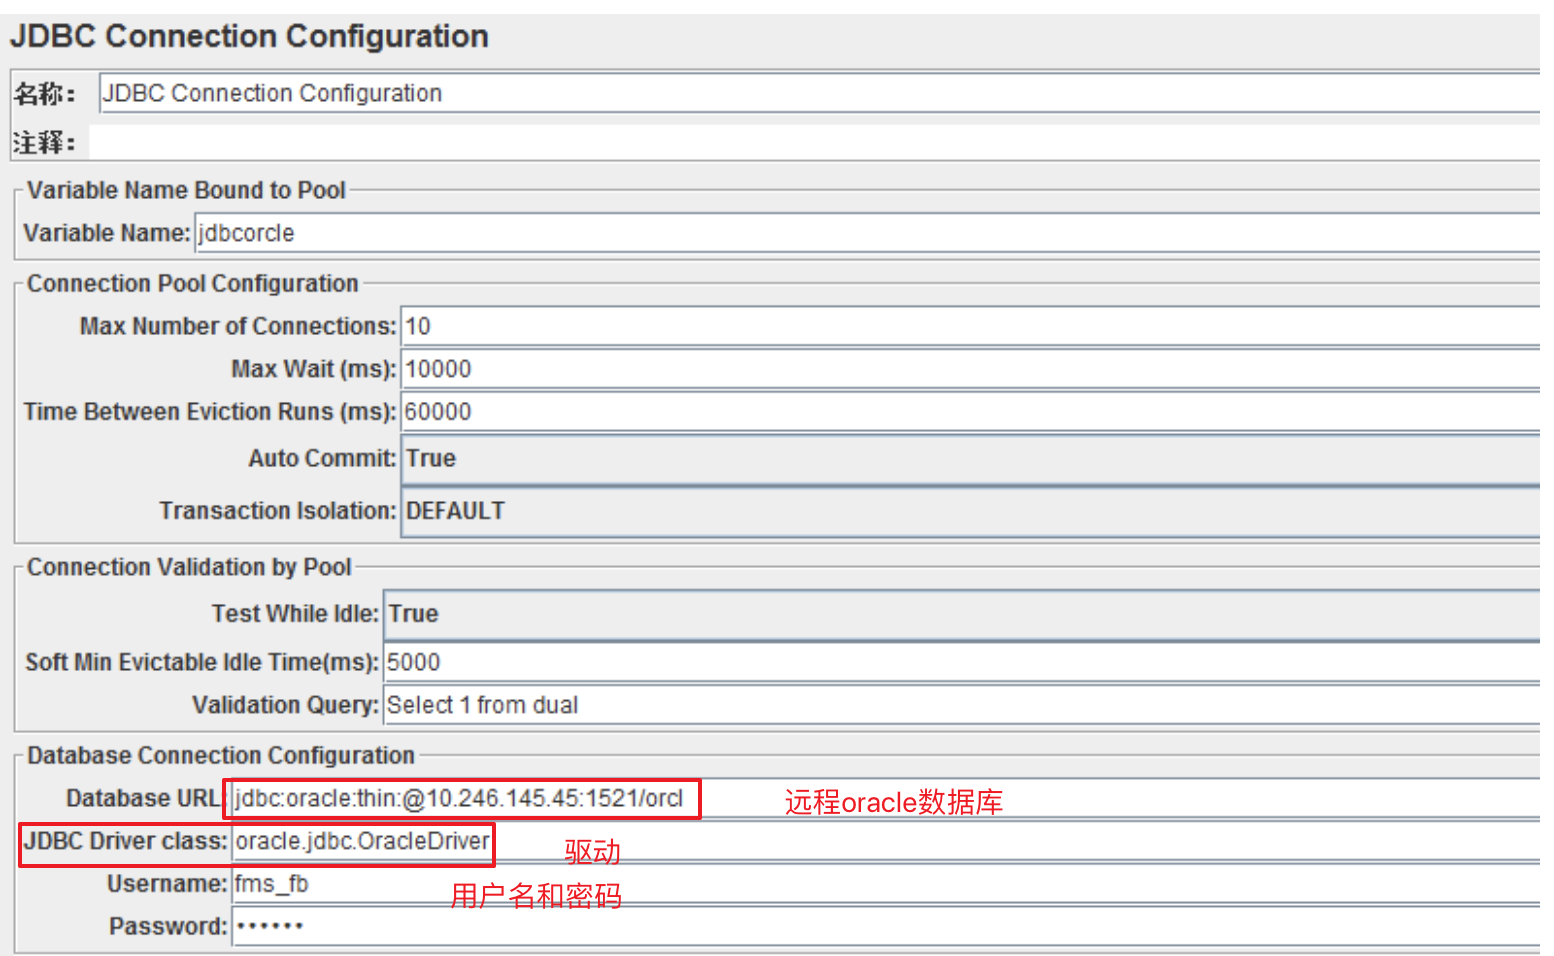 JDBC Connection Configuration
名称： JDBC Connection Configuration
注释：
Variable Name Bound to Pool
Variable Name: jdbcorcle
Connection Pool Configuration
Max Number of Connections: 10
Max Wait (ms): 10000
Time Between Eviction Runs (ms): 60000
Auto Commit: True
Transaction Isolation: DEFAULT
Connection Validation by Pool
Test While Idle: True
Soft Min Evictable Idle Time(ms): 5000
Validation Query: Select 1 from dual
Database Connection Configuration
Database URL: jdbc:oracle:thin:@10.246.145.45:1521/orcl 远程oracle数据库
JDBC Driver class: oracle.jdbc.OracleDriver 驱动
Username: fms_fb 用户名和密码
Password: ••••••